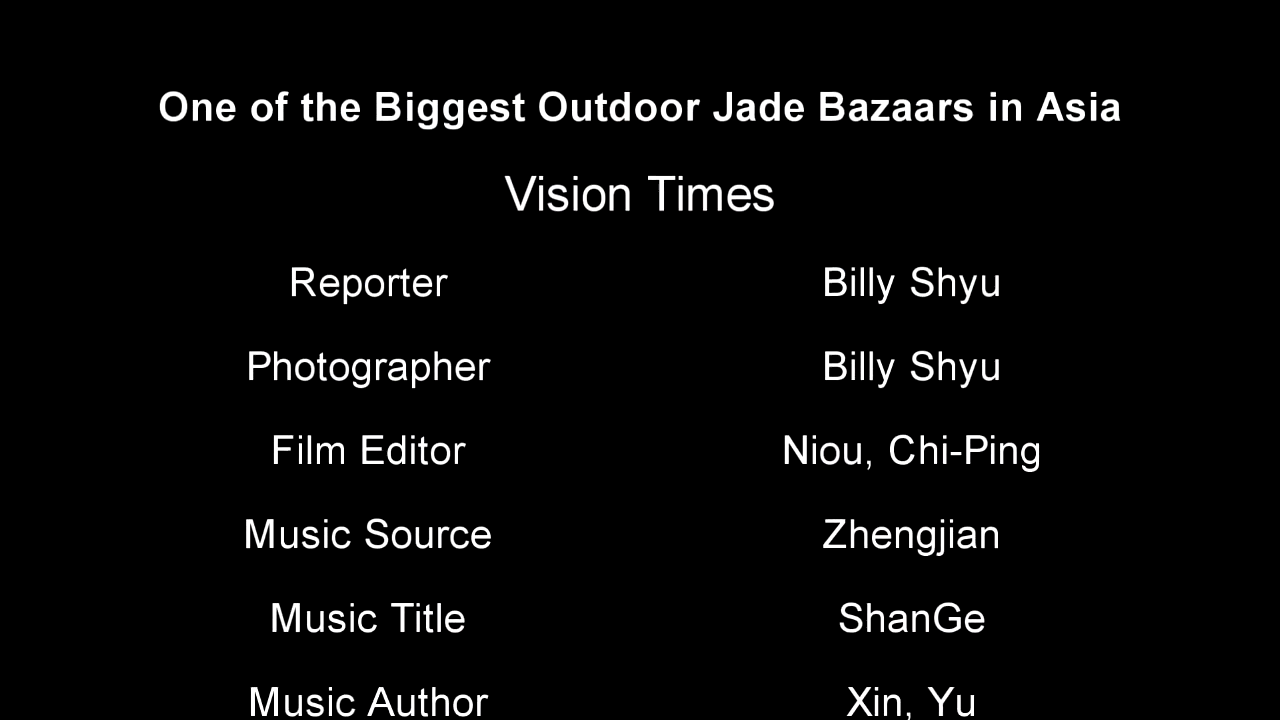 One of the Biggest Outdoor Jade Bazaars in Asia
Vision Times
Reporter Billy Shyu
Photographer Billy Shyu
Film Editor Niou, Chi-Ping
Music Source Zhengjian
Music Title ShanGe
Music Author Xin, Yu